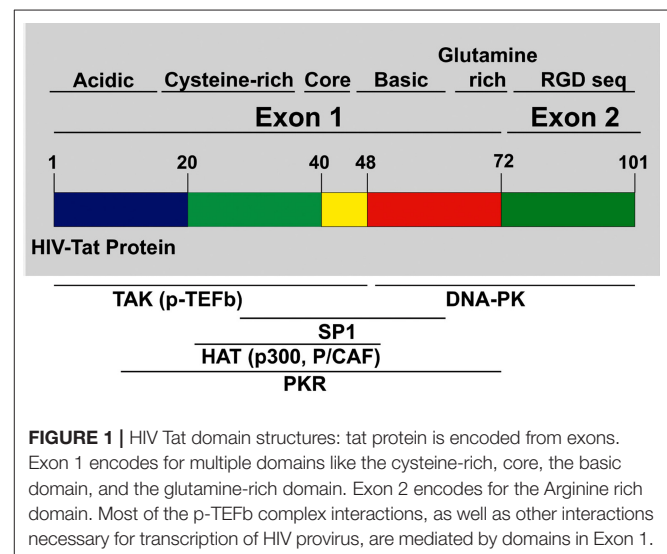 Glutamine
Acidic Cysteine-rich Core Basic rich RGD seq
Exon 1 Exon 2
1 20 40 48 72 101
HIV-Tat Protein
TAK (p-TEFb) DNA-PK
SP1
HAT (p300, P/CAF)
PKR
FIGURE 1 | HIV Tat domain structures: tat protein is encoded from exons.
Exon 1 encodes for multiple domains like the cysteine-rich, core, the basic
domain, and the glutamine-rich domain. Exon 2 encodes for the Arginine rich
domain. Most of the p-TEFb complex interactions, as well as other interactions
necessary for transcription of HIV provirus, are mediated by domains in Exon 1.